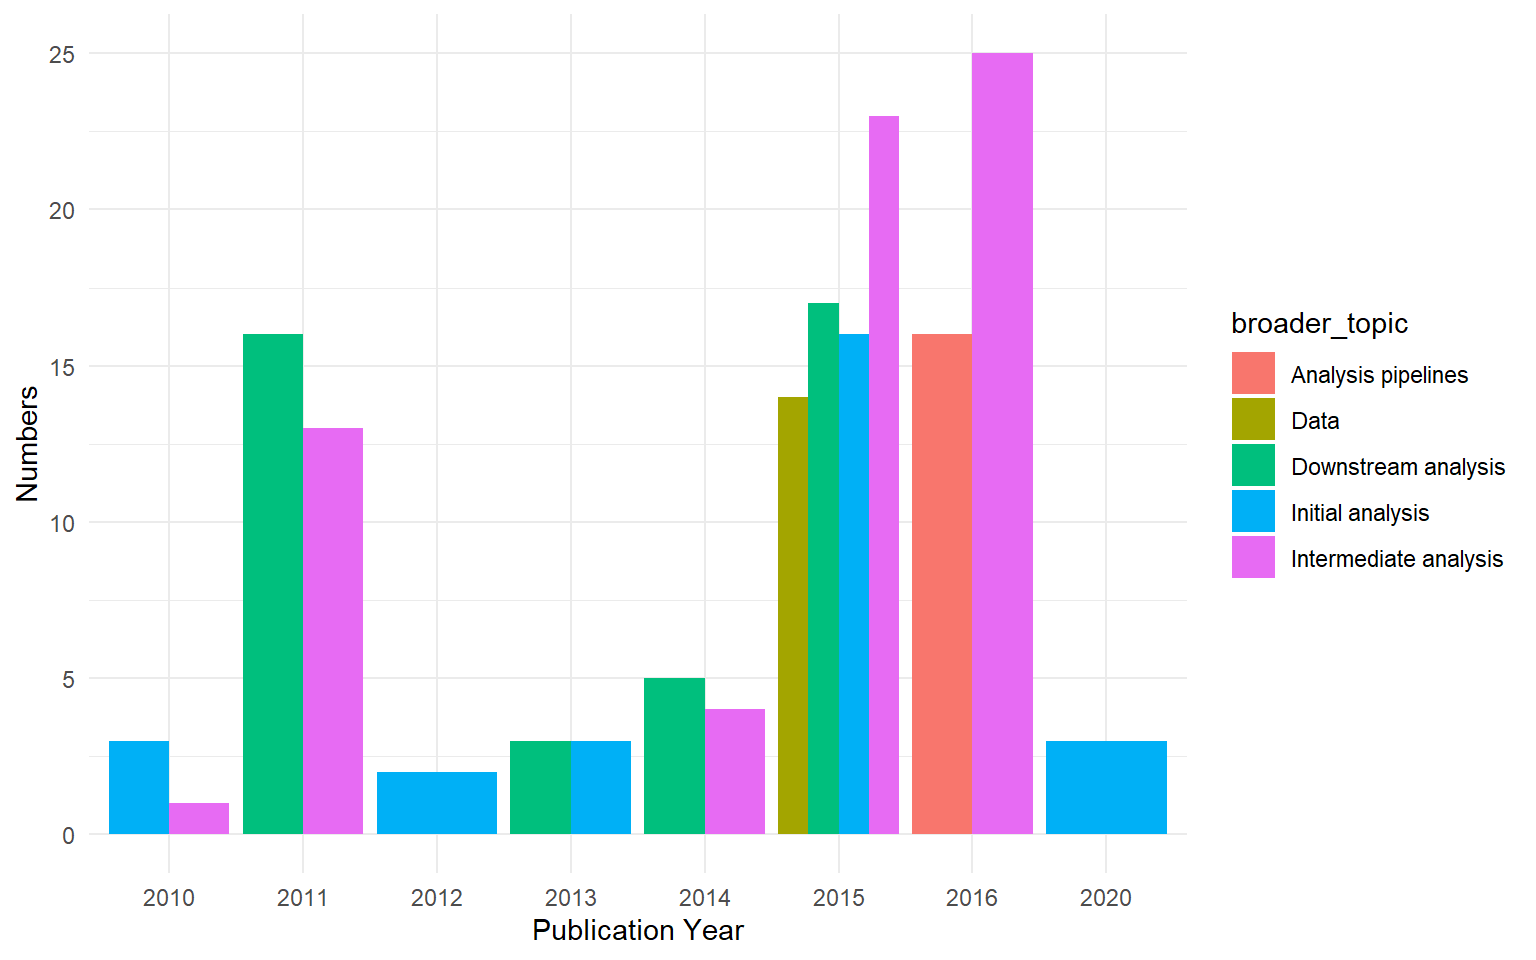 25
20
15
10
5
0
Numbers
2010 2011 2012 2013 2014 2015 2016 2020
Publication Year
broader_topic
Analysis pipelines
Data
Downstream analysis
Initial analysis
Intermediate analysis